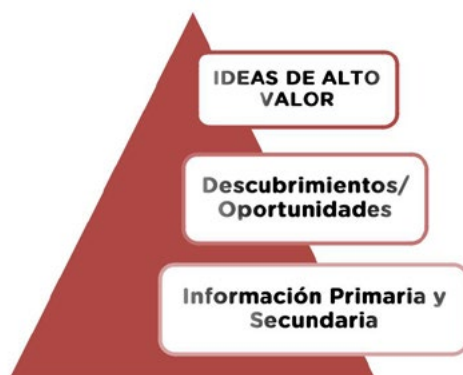 IDEAS DE ALTO
VALOR
Descubrimientos/
Oportunidades
Información Primaria y
Secundaria